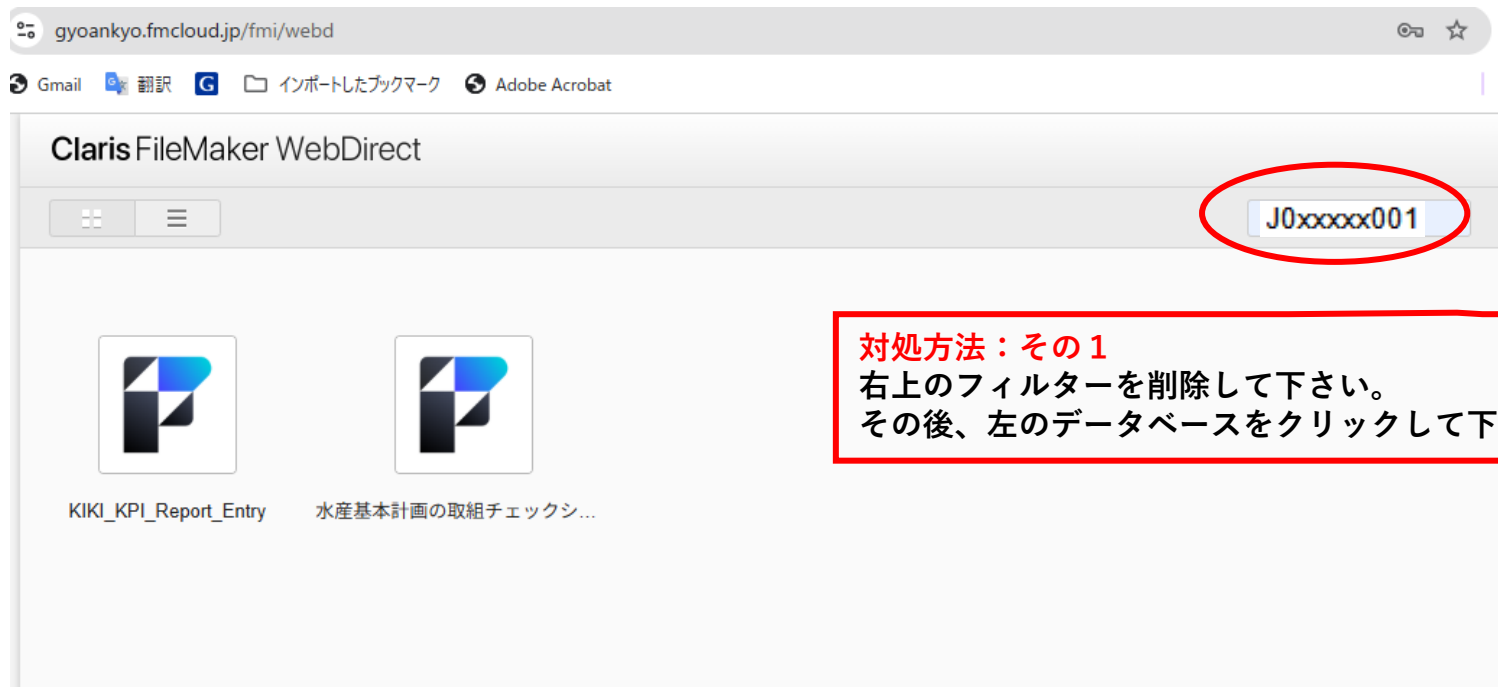 gyoankyo.fmcloud.jp/fmi/webd
Gmail 翻訳 G インポートしたブックマーク Adobe Acrobat
Claris FileMaker WebDirect
J0xxxxx001
対処方法：その１
右上のフィルターを削除して下さい。
その後、左のデータベースをクリックして下
KIKI_KPI_Report_Entry
水産基本計画の取組チェックシ...